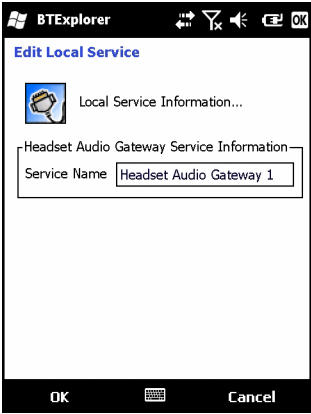 BTExplorer OK
Edit Local Service
Local Service Information...
Headset Audio Gateway Service Information
Service Name Headset Audio Gateway 1
OK Cancel